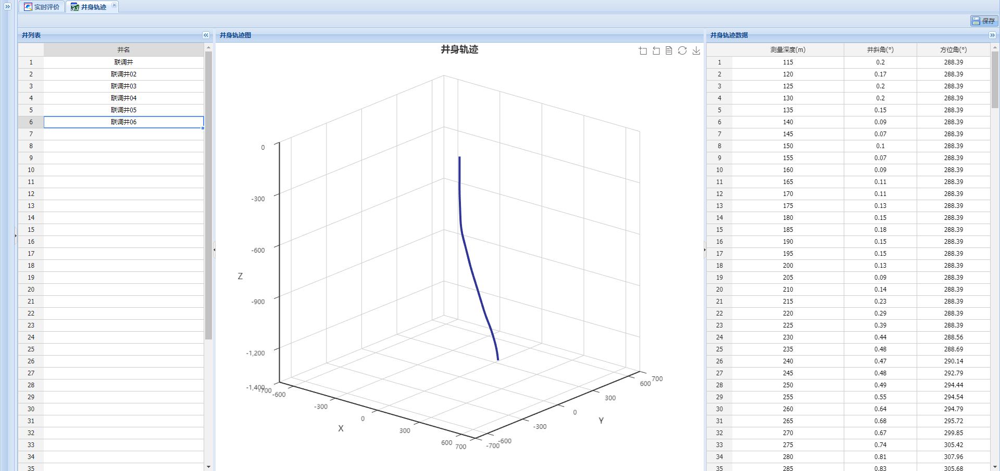 实时评价
井身轨迹
保存
井列表
井名
1 联调井
2 联调井02
3 联调井03
4 联调井04
5 联调井05
6 联调井06
7
8
9
10
11
12
13
14
15
16
17
18
19
20
21
22
23
24
25
26
27
28
29
30
31
32
33
34
35
井身轨迹图
井身轨迹
0
-300
-600
-900
-1,200
-1,400
Z
-700
-600
-300
0
300
600
700
X
-700
-600
-300
0
300
600
700
Y
井身轨迹数据
测量深度(m) 井斜角(°) 方位角(°)
1 115 0.2 288.39
2 120 0.17 288.39
3 125 0.2 288.39
4 130 0.2 288.39
5 135 0.15 288.39
6 140 0.09 288.39
7 145 0.07 288.39
8 150 0.1 288.39
9 155 0.07 288.39
10 160 0.09 288.39
11 165 0.11 288.39
12 170 0.11 288.39
13 175 0.13 288.39
14 180 0.15 288.39
15 185 0.18 288.39
16 190 0.15 288.39
17 195 0.15 288.39
18 200 0.13 288.39
19 205 0.09 288.39
20 210 0.14 288.39
21 215 0.23 288.39
22 220 0.29 288.39
23 225 0.39 288.39
24 230 0.44 288.56
25 235 0.48 288.69
26 240 0.47 290.14
27 245 0.48 292.79
28 250 0.49 294.44
29 255 0.55 294.54
30 260 0.64 294.79
31 265 0.68 295.72
32 270 0.67 299.85
33 275 0.74 305.42
34 280 0.81 307.96
35 285 0.83 305.68